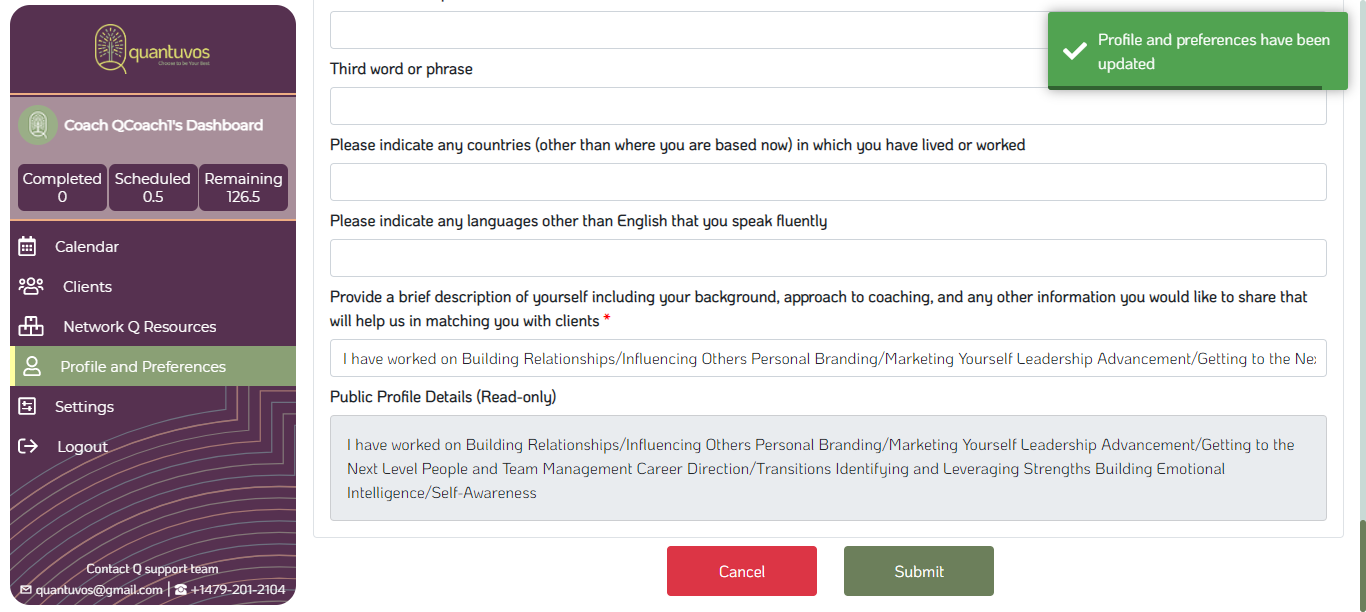 quantuvos
Choose to be Your Best
Coach QCoach1's Dashboard
Completed
0
Scheduled
0.5
Remaining
126.5
Calendar
Clients
Network Q Resources
Profile and Preferences
Settings
Logout
Contact Q support team
quantuvos@gmail.com | +1479-201-2104
Profile and preferences have been
updated
Third word or phrase
Please indicate any countries (other than where you are based now) in which you have lived or worked
Please indicate any languages other than English that you speak fluently
Provide a brief description of yourself including your background, approach to coaching, and any other information you would like to share that
will help us in matching you with clients *
I have worked on Building Relationships/Influencing Others Personal Branding/Marketing Yourself Leadership Advancement/Getting to the Ne
Public Profile Details (Read-only)
I have worked on Building Relationships/Influencing Others Personal Branding/Marketing Yourself Leadership Advancement/Getting to the
Next Level People and Team Management Career Direction/Transitions Identifying and Leveraging Strengths Building Emotional
Intelligence/Self-Awareness
Cancel
Submit